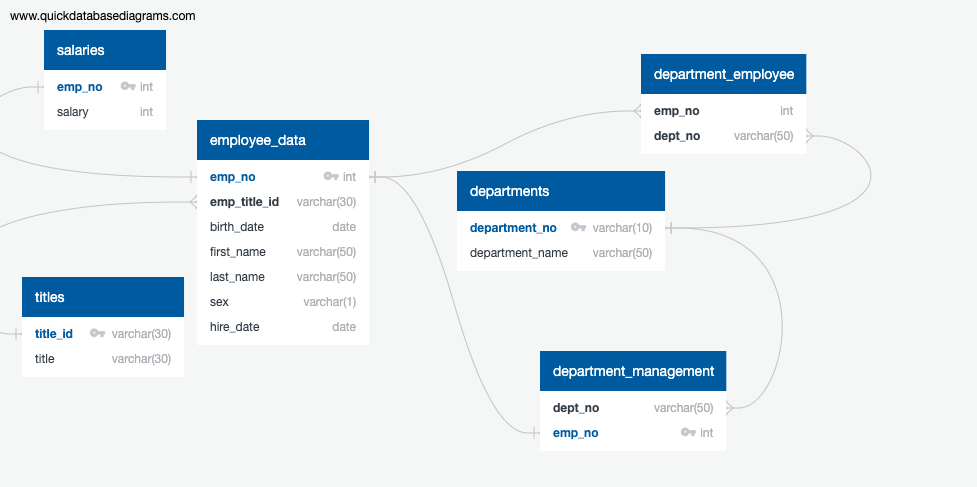 www.quickdatabasediagrams.com
salaries
emp_no int
salary int
employee_data
emp_no int
emp_title_id varchar(30)
birth_date date
first_name varchar(50)
last_name varchar(50)
sex varchar(1)
hire_date date
titles
title_id varchar(30)
title varchar(30)
department_employee
emp_no int
dept_no varchar(50)
departments
department_no varchar(10)
department_name varchar(50)
department_management
dept_no varchar(50)
emp_no int